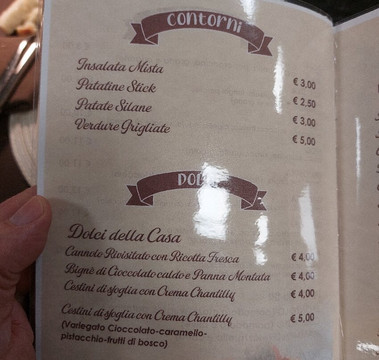 contorni
Insalata Mista € 3,00
Patatine Stick € 2,50
Patate Silane € 3,00
Verdure Grigliate € 5,00
Dolci della Casa
Cannolo Rivisitato con Ricotta Fresca € 4,00
Bignè di Cioccolato caldo e Panna Montata € 4,00
Cestini di sfoglia con Crema Chantilly € 4,00
Cestini di sfoglia con Crema Chantilly € 5,00
(Variegato Cioccolato-caramello-
pistacchio-frutti di bosco)